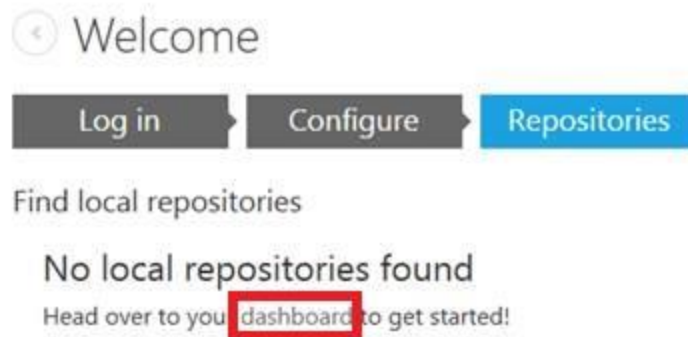 Welcome
Log in
Configure
Repositories
Find local repositories
No local repositories found
Head over to you dashboard to get started!